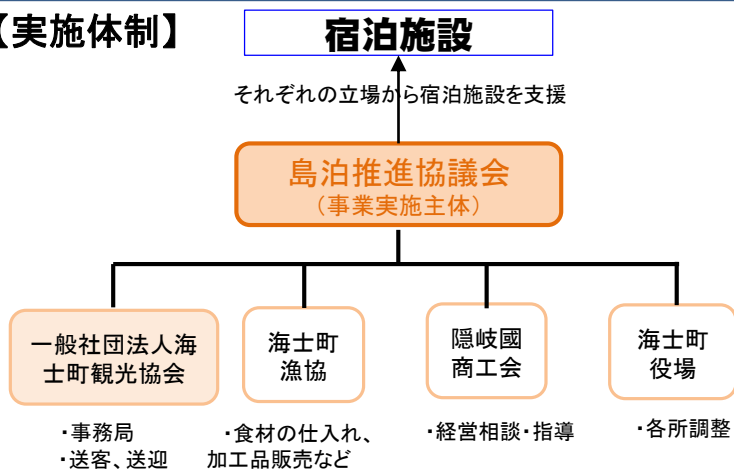 【実施体制】
宿泊施設
それぞれの立場から宿泊施設を支援
島泊推進協議会
（事業実施主体）
一般社団法人海
士町観光協会
海士町
漁協
隠岐國
商工会
海士町
役場
・事務局
・送客、送迎
・食材の仕入れ、
加工品販売など
・経営相談・指導
・各所調整